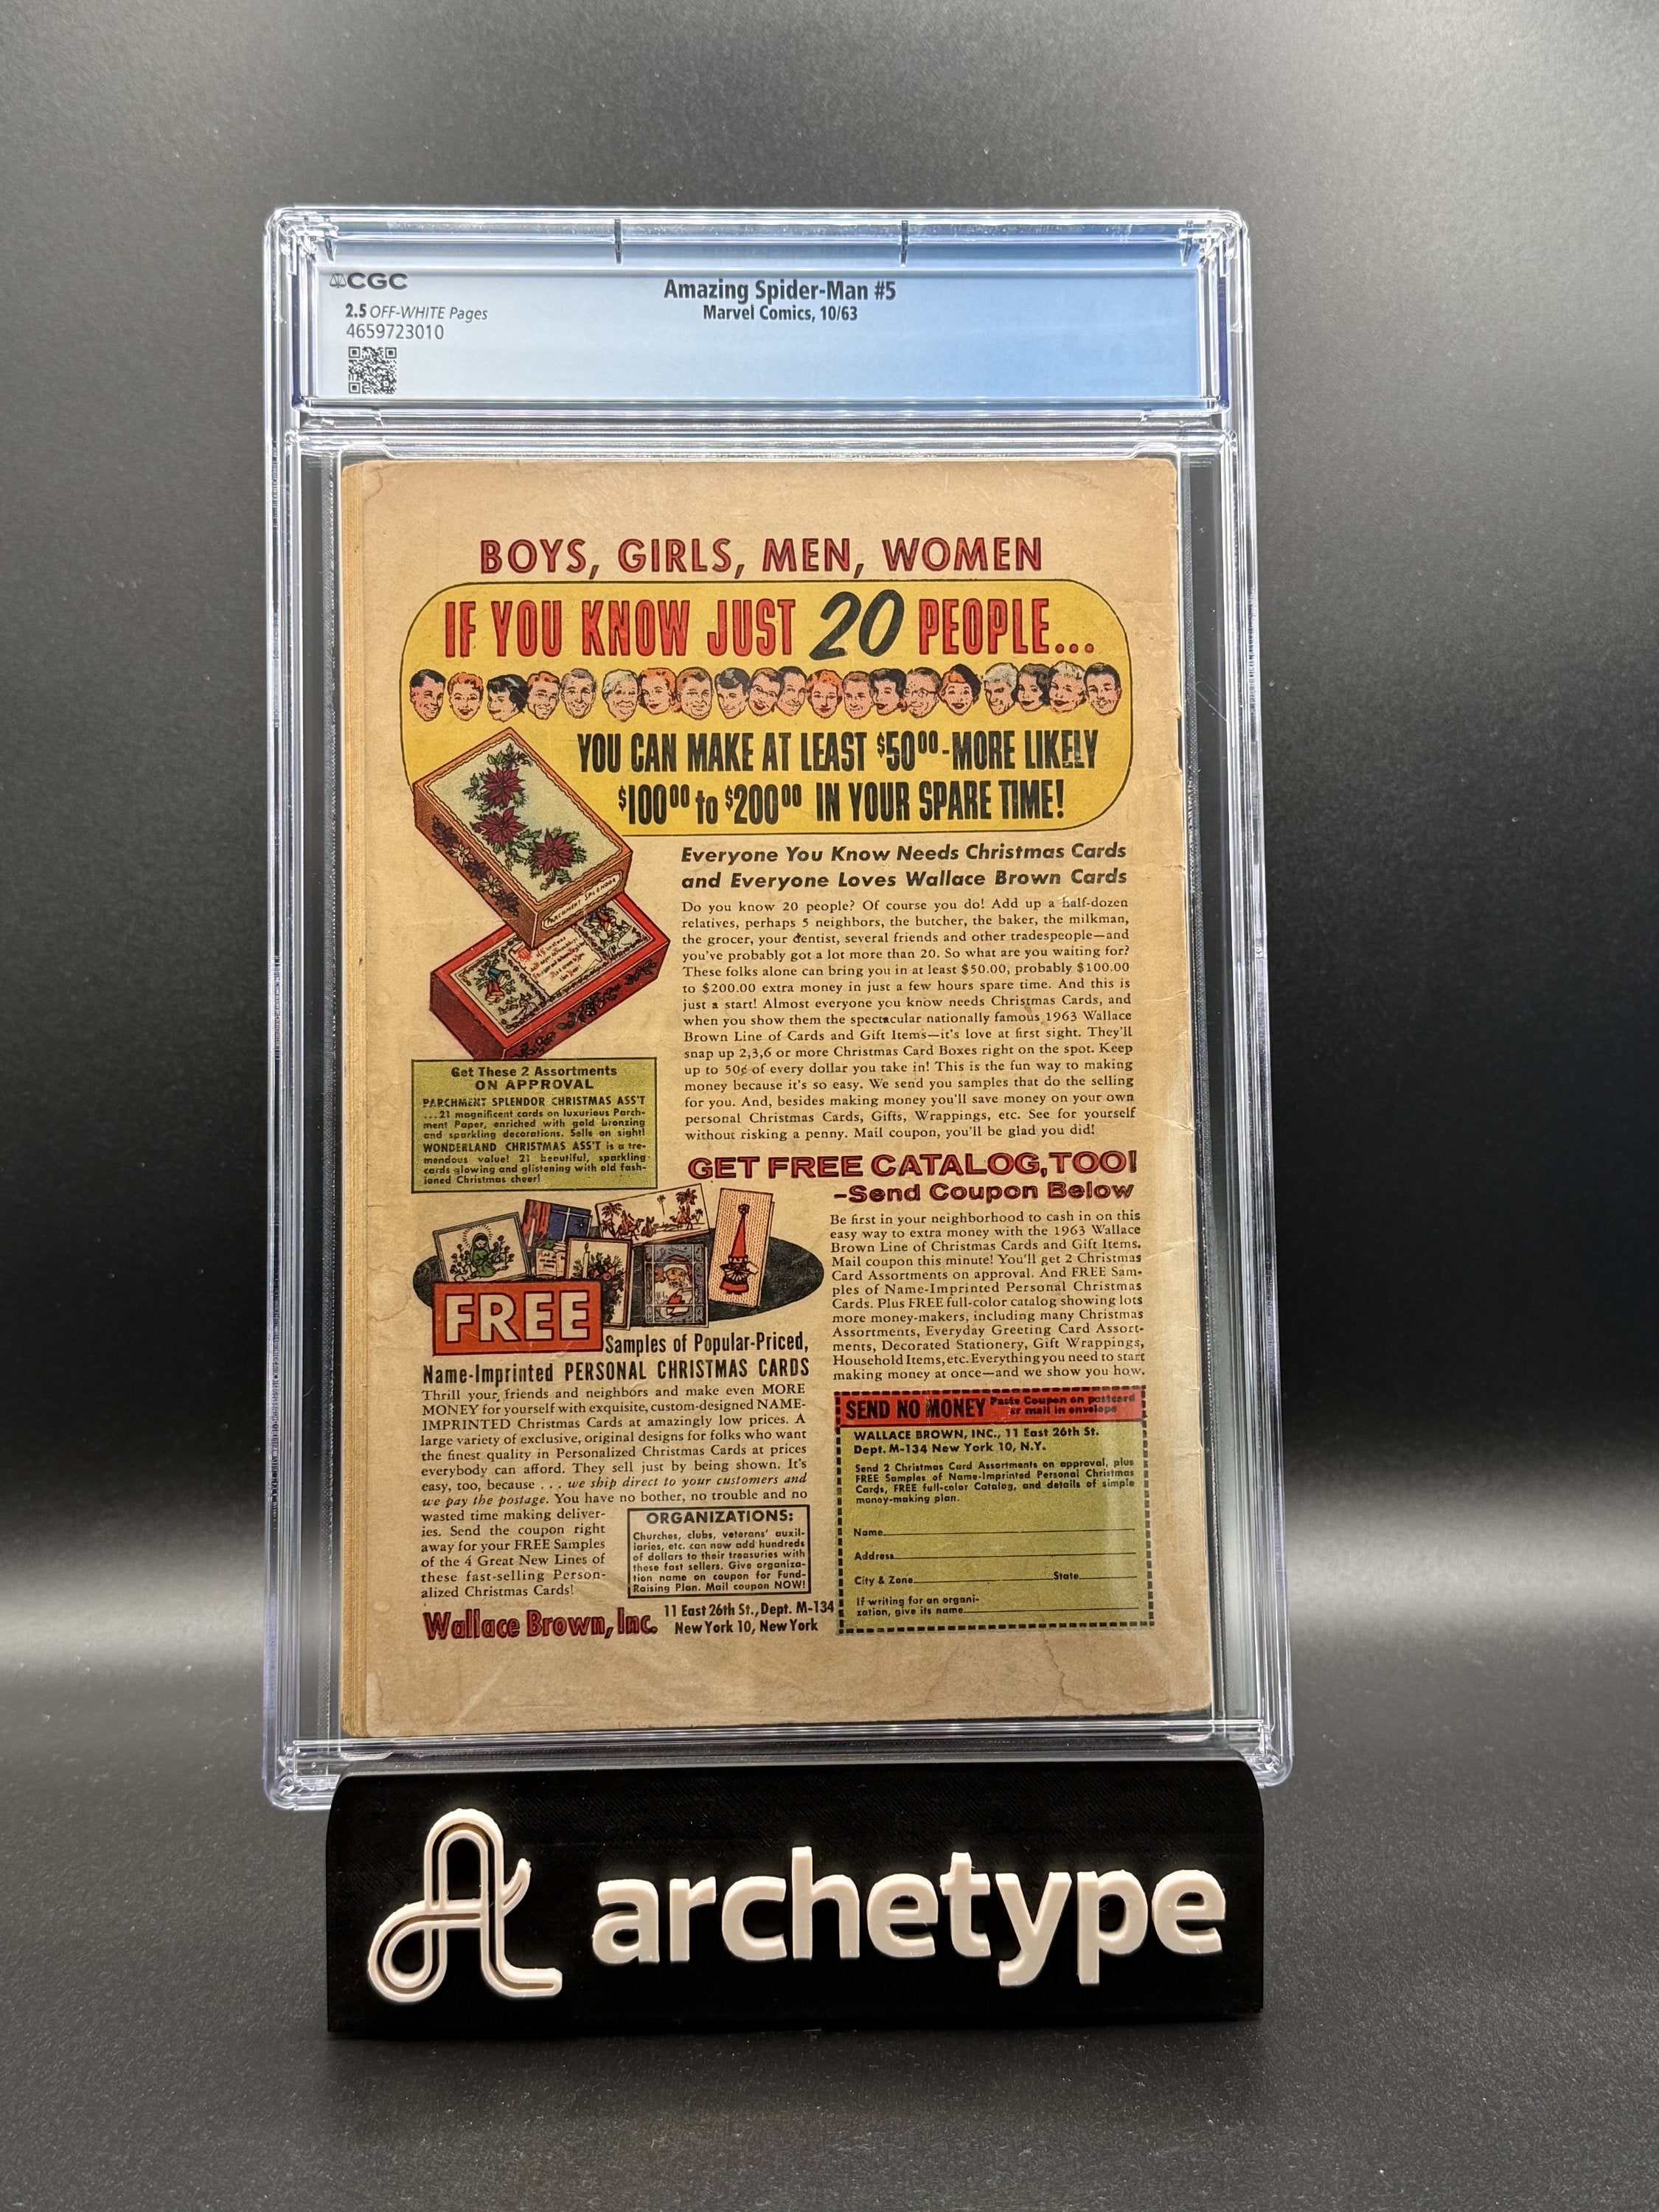 CGC
Amazing Spider-Man #5
2.5 OFF-WHITE Pages
Marvel Comics, 10/63
4659723010
BOYS, GIRLS, MEN, WOMEN
IF YOU KNOW JUST 20 PEOPLE...
YOU CAN MAKE AT LEAST $50⁰⁰-MORE LIKELY
$100⁰⁰ to $200⁰⁰ IN YOUR SPARE TIME!
PARCHMENT SPLENDOR
Everyone You Know Needs Christmas Cards
and Everyone Loves Wallace Brown Cards
Do you know 20 people? Of course you do! Add up a half-dozen
relatives, perhaps 5 neighbors, the butcher, the baker, the milkman,
the grocer, your dentist, several friends and other tradespeople—and
you've probably got a lot more than 20. So what are you waiting for?
These folks alone can bring you in at least $50.00, probably $100.00
to $200.00 extra money in just a few hours spare time. And this is
just a start! Almost everyone you know needs Christmas Cards, and
when you show them the spectacular nationally famous 1963 Wallace
Brown Line of Cards and Gift Items—it's love at first sight. They'll
snap up 2,3,6 or more Christmas Card Boxes right on the spot. Keep
up to 50¢ of every dollar you take in! This is the fun way to making
money because it's so easy. We send you samples that do the selling
for you. And, besides making money you'll save money on your own
personal Christmas Cards, Gifts, Wrappings, etc. See for yourself
without risking a penny. Mail coupon, you'll be glad you did!
Get These 2 Assortments
ON APPROVAL
PARCHMENT SPLENDOR CHRISTMAS ASS'T
...21 magnificent cards on luxurious Parch-
ment Paper, enriched with gold bronzing
and sparkling decorations. Sells on sight!
WONDERLAND CHRISTMAS ASS'T is a tre-
mendous value! 21 beautiful, sparkling
cards glowing and glistening with old fash-
ioned Christmas cheer!
GET FREE CATALOG, TOO!
–Send Coupon Below
Be first in your neighborhood to cash in on this
easy way to extra money with the 1963 Wallace
Brown Line of Christmas Cards and Gift Items.
Mail coupon this minute! You'll get 2 Christmas
Card Assortments on approval. And FREE Sam-
ples of Name-Imprinted Personal Christmas
Cards. Plus FREE full-color catalog showing lots
more money-makers, including many Christmas
Assortments, Everyday Greeting Card Assort-
ments, Decorated Stationery, Gift Wrappings,
Household Items, etc. Everything you need to start
making money at once—and we show you how.
FREE
Samples of Popular-Priced,
Name-Imprinted PERSONAL CHRISTMAS CARDS
Thrill your friends and neighbors and make even MORE
MONEY for yourself with exquisite, custom-designed NAME-
IMPRINTED Christmas Cards at amazingly low prices. A
large variety of exclusive, original designs for folks who want
the finest quality in Personalized Christmas Cards at prices
everybody can afford. They sell just by being shown. It's
easy, too, because . . . we ship direct to your customers and
we pay the postage. You have no bother, no trouble and no
wasted time making deliver-
ies. Send the coupon right
away for your FREE Samples
of the 4 Great New Lines of
these fast-selling Person-
alized Christmas Cards!
ORGANIZATIONS:
Churches, clubs, veterans' auxil-
iaries, etc. can now add hundreds
of dollars to their treasuries with
these fast sellers. Give organiza-
tion name on coupon for Fund-
Raising Plan. Mail coupon NOW!
Wallace Brown, Inc.
11 East 26th St., Dept. M-134
New York 10, New York
SEND NO MONEY Paste Coupon on postcard
or mail in envelope
WALLACE BROWN, INC., 11 East 26th St.
Dept. M-134 New York 10, N.Y.
Send 2 Christmas Card Assortments on approval, plus
FREE Samples of Name-Imprinted Personal Christmas
Cards, FREE full-color Catalog, and details of simple
money-making plan.
Name
Address
City & Zone State
If writing for an organi-
zation, give its name
archetype